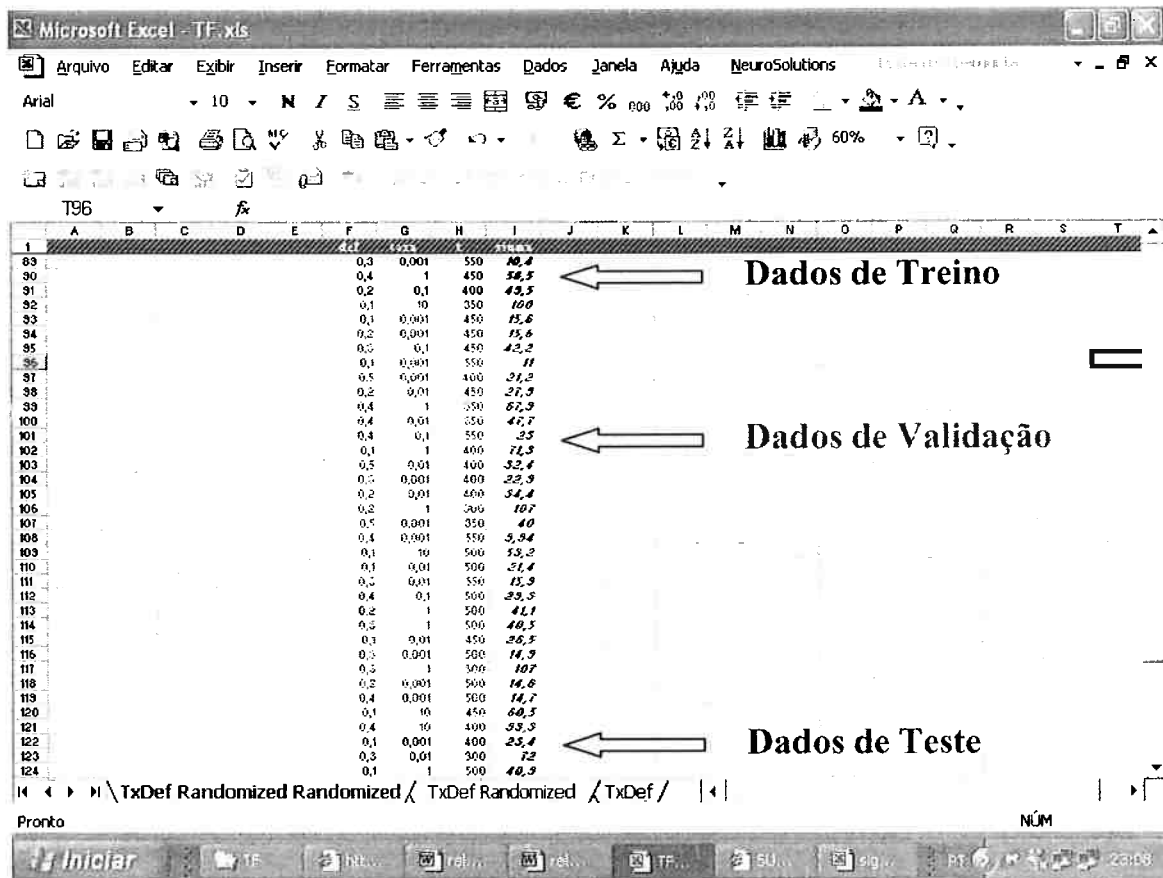 Microsoft Excel - TF.xls
Arquivo Editar Exibir Inserir Formatar Ferramentas Dados Janela Ajuda NeuroSolutions
Arial 10 N I S € % 000
Σ 60%
T96 fx
A B C D E F G H I J K L M N O P Q R S T
1 def taxa t
89 0,3 0,001 550 10,4
90 0,4 1 450 58,5
91 0,2 0,1 400 49,5
Dados de Treino
92 0,1 10 350 100
93 0,1 0,001 450 15,6
94 0,2 0,001 450 15,6
95 0,3 0,1 450 42,2
96 0,1 0,001 550 11
97 0,5 0,001 400 21,2
98 0,2 0,01 450 27,9
99 0,4 1 350 67,9
100 0,4 0,01 350 47,7
101 0,4 0,1 550 25
Dados de Validação
102 0,1 1 400 71,3
103 0,5 0,01 400 32,4
104 0,3 0,001 400 22,9
105 0,2 0,01 400 34,4
106 0,2 1 300 107
107 0,5 0,001 350 40
108 0,4 0,001 550 9,94
109 0,1 10 500 53,2
110 0,1 0,01 500 21,4
111 0,3 0,01 550 15,9
112 0,4 0,1 500 29,5
113 0,2 1 500 41,1
114 0,3 1 500 40,5
115 0,3 0,01 450 26,5
116 0,3 0,001 500 14,9
117 0,3 1 300 107
118 0,2 0,001 500 14,6
119 0,4 0,001 500 14,7
120 0,1 10 450 60,5
121 0,4 10 400 93,3
122 0,1 0,001 400 23,4
Dados de Teste
123 0,3 0,01 300 72
124 0,1 1 500 40,9
TxDef Randomized Randomized TxDef Randomized TxDef
Pronto NÚM
Iniciar TF htt... rel... rel... TF... SU... sig... PT 23:08